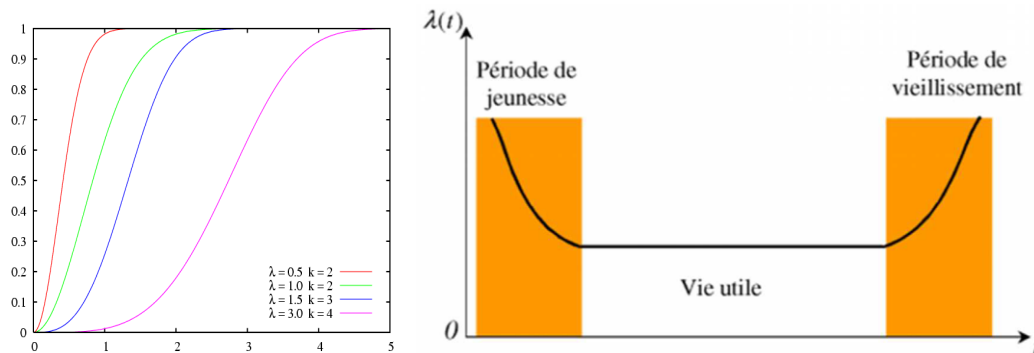 1
0.9
0.8
0.7
0.6
0.5
0.4
0.3
0.2
0.1
0
0
1
2
3
4
5
λ = 0.5 k = 2
λ = 1.0 k = 2
λ = 1.5 k = 3
λ = 3.0 k = 4
λ(t)
Période de
jeunesse
Période de
vieillissement
Vie utile
0